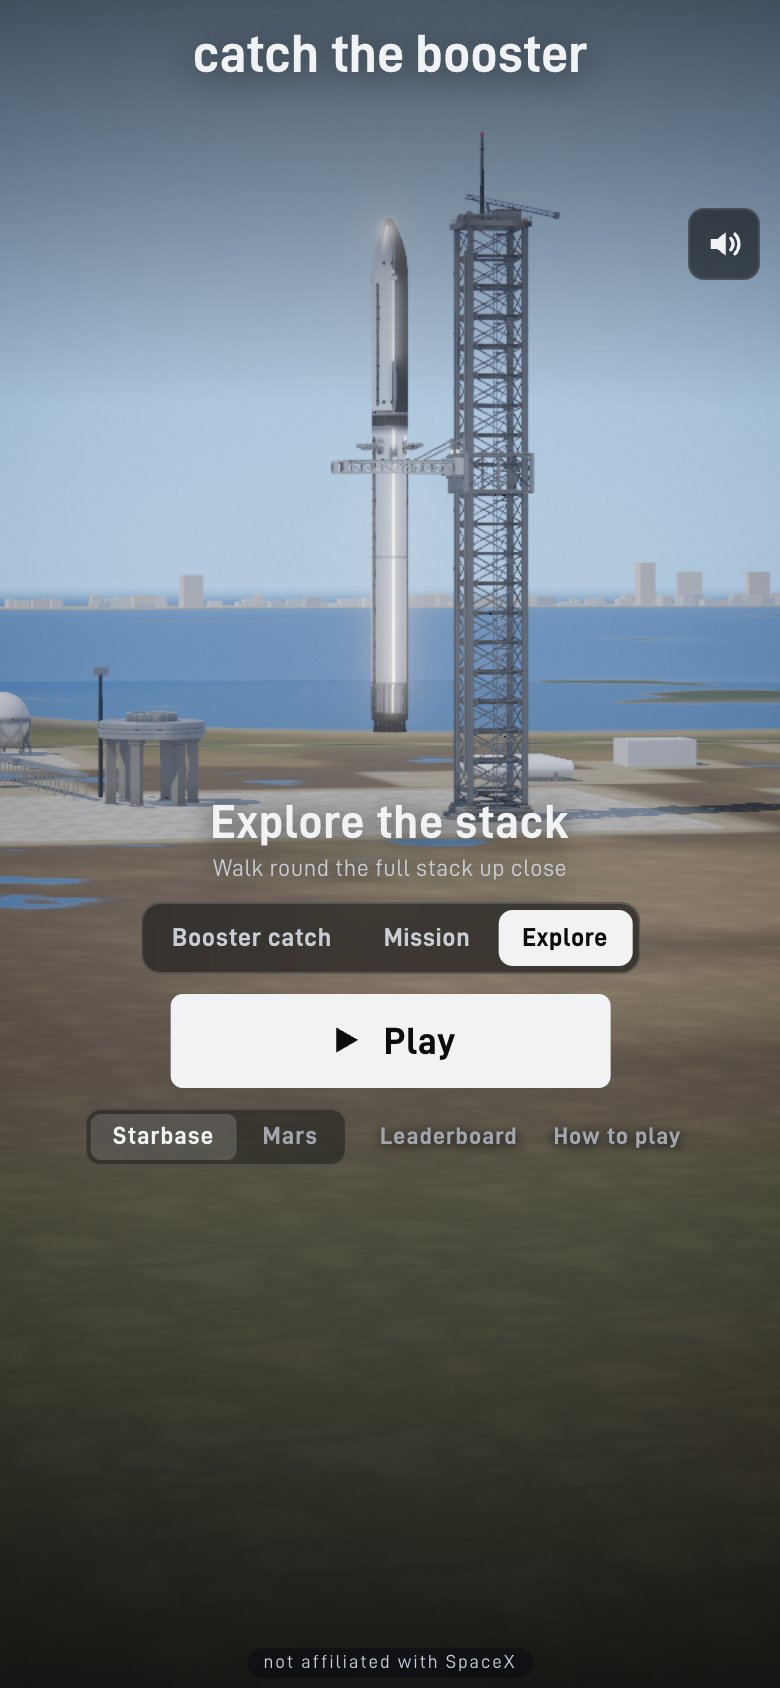 catch the booster
Explore the stack
Walk round the full stack up close
Booster catch Mission Explore
Play
Starbase Mars Leaderboard How to play
not affiliated with SpaceX